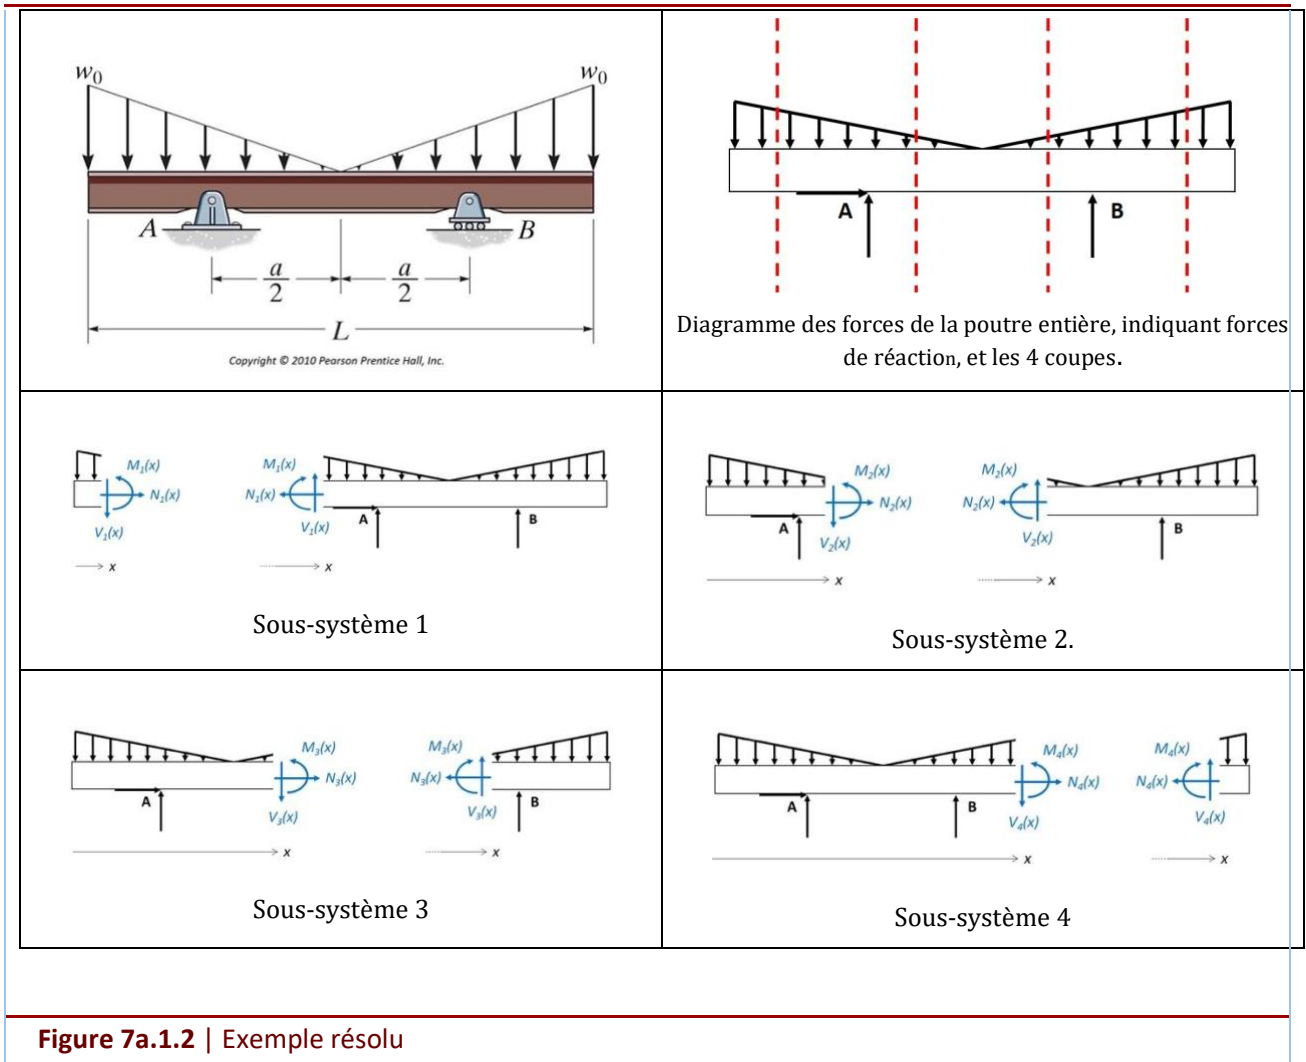 w0
w0
A
B
a
2
a
2
L
Copyright © 2010 Pearson Prentice Hall, Inc.
A
B
Diagramme des forces de la poutre entière, indiquant forces
de réaction, et les 4 coupes.
M1(x)
N1(x)
V1(x)
x
M1(x)
N1(x)
V1(x)
A
B
x
Sous-système 1
M2(x)
N2(x)
A
V2(x)
x
M2(x)
N2(x)
V2(x)
B
x
Sous-système 2.
M3(x)
N3(x)
A
V3(x)
x
M3(x)
N3(x)
V3(x)
B
x
Sous-système 3
M4(x)
N4(x)
A
B
V4(x)
x
M4(x)
N4(x)
V4(x)
x
Sous-système 4
Figure 7a.1.2 | Exemple résolu